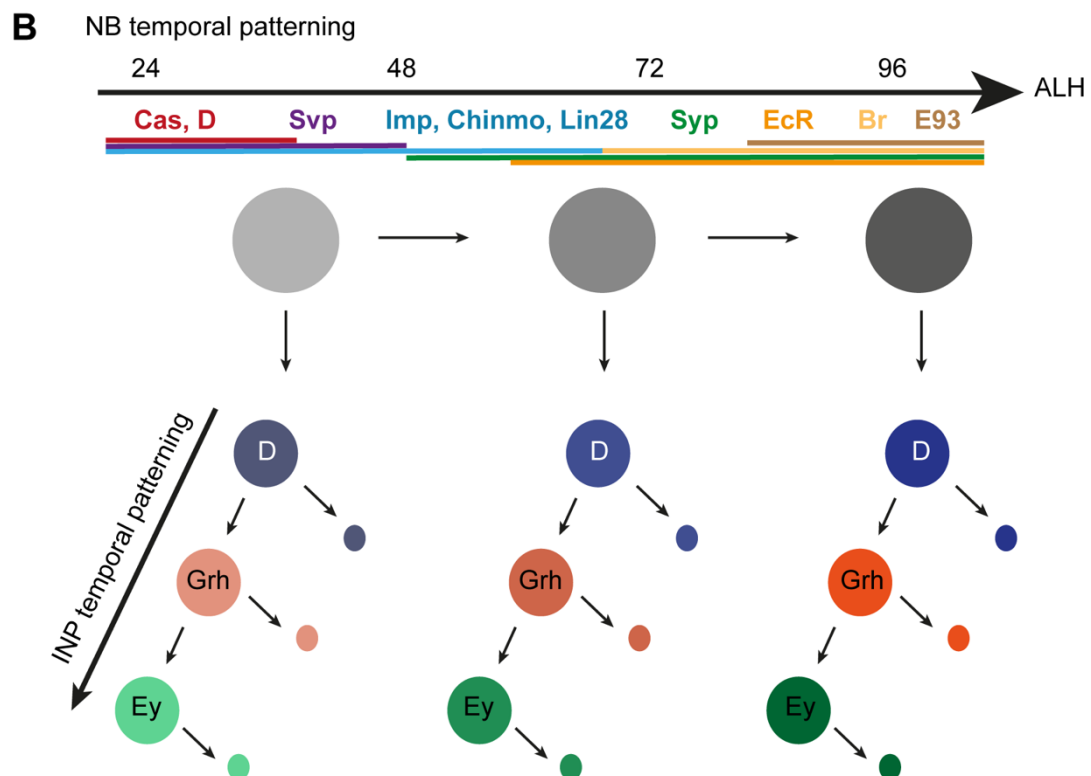 B NB temporal patterning
24 48 72 96
ALH
Cas, D Svp Imp, Chinmo, Lin28 Syp EcR Br E93
INP temporal patterning
D D D
Grh Grh Grh
Ey Ey Ey